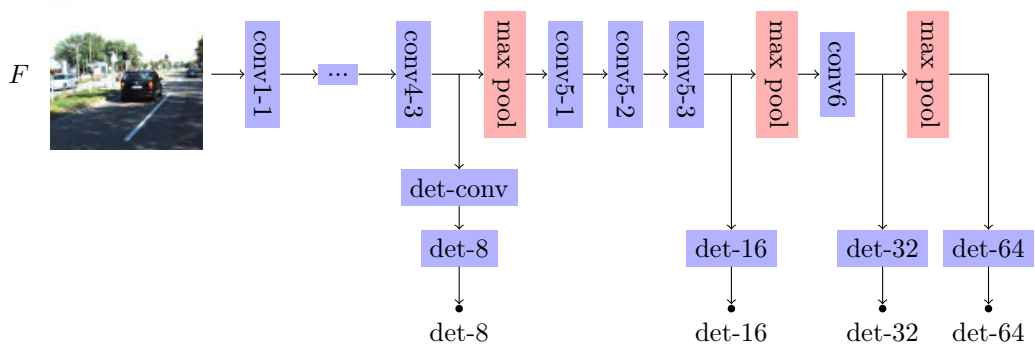 F
conv1-1
...
conv4-3
max pool
conv5-1
conv5-2
conv5-3
max pool
conv6
max pool
det-conv
det-8
det-16
det-32
det-64
det-8
det-16
det-32
det-64